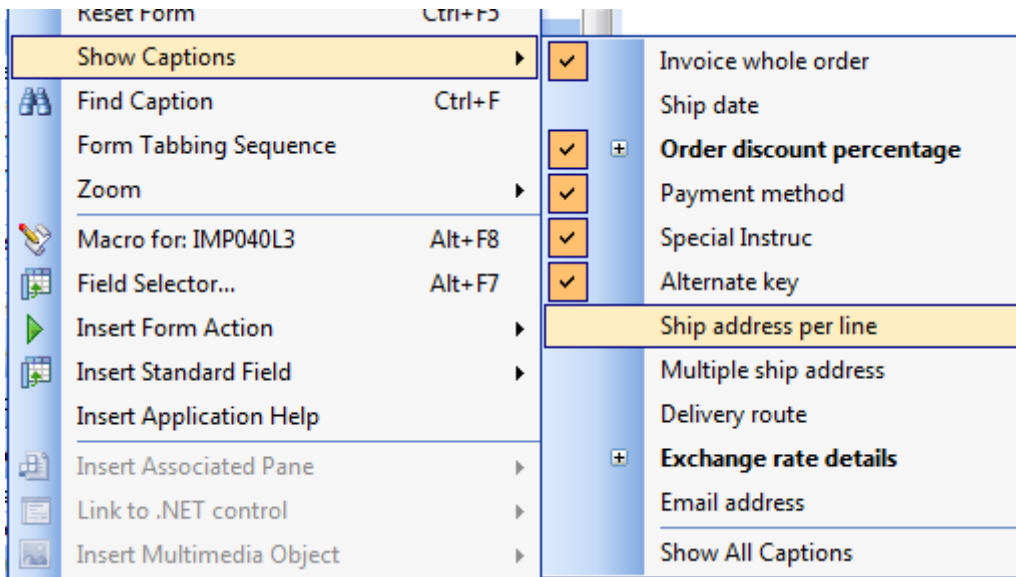 Reset Form Ctrl+F5
Show Captions
Find Caption Ctrl+F
Form Tabbing Sequence
Zoom
Macro for: IMP040L3 Alt+F8
Field Selector... Alt+F7
Insert Form Action
Insert Standard Field
Insert Application Help
Insert Associated Pane
Link to .NET control
Insert Multimedia Object
Invoice whole order
Ship date
Order discount percentage
Payment method
Special Instruc
Alternate key
Ship address per line
Multiple ship address
Delivery route
Exchange rate details
Email address
Show All Captions